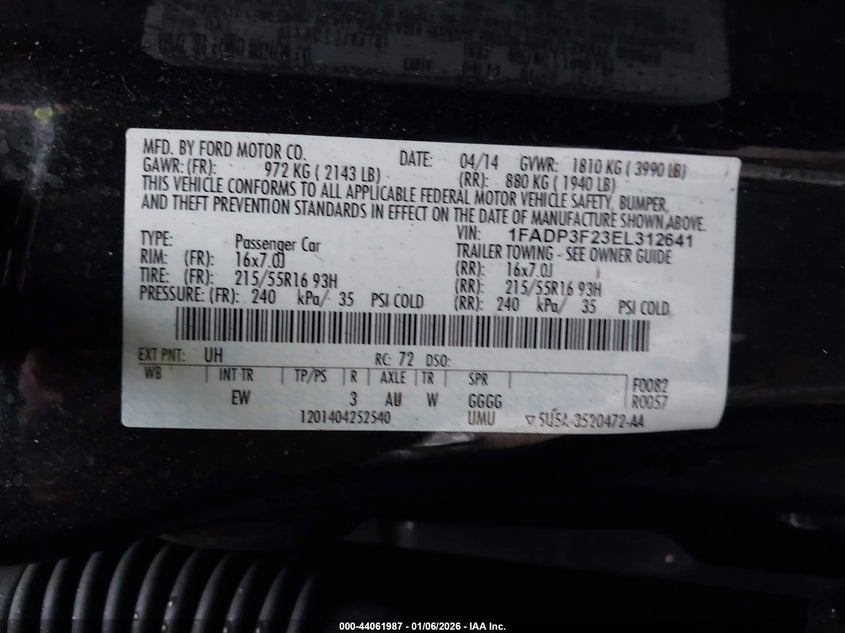 MFD. BY FORD MOTOR CO. DATE: 04/14 GVWR: 1810 KG ( 3990 LB)
GAWR: (FR): 972 KG ( 2143 LB) (RR): 880 KG ( 1940 LB)
THIS VEHICLE CONFORMS TO ALL APPLICABLE FEDERAL MOTOR VEHICLE SAFETY, BUMPER,
AND THEFT PREVENTION STANDARDS IN EFFECT ON THE DATE OF MANUFACTURE SHOWN ABOVE.
VIN: 1FADP3F23EL312641
TYPE: Passenger Car TRAILER TOWING - SEE OWNER GUIDE
RIM: (FR): 16x7.0J (RR): 16x7.0J
TIRE: (FR): 215/55R16 93H (RR): 215/55R16 93H
PRESSURE: (FR): 240 kPa/ 35 PSI COLD (RR): 240 kPa/ 35 PSI COLD
EXT PNT: UH RC: 72 DSO:
WB INT TR TP/PS R AXLE TR SPR F0082
EW 3 AU W GGGG R0057
1201404252540 UMU ▽5U5A-3520472-AA
000-44061987 - 01/06/2026 - IAA Inc.